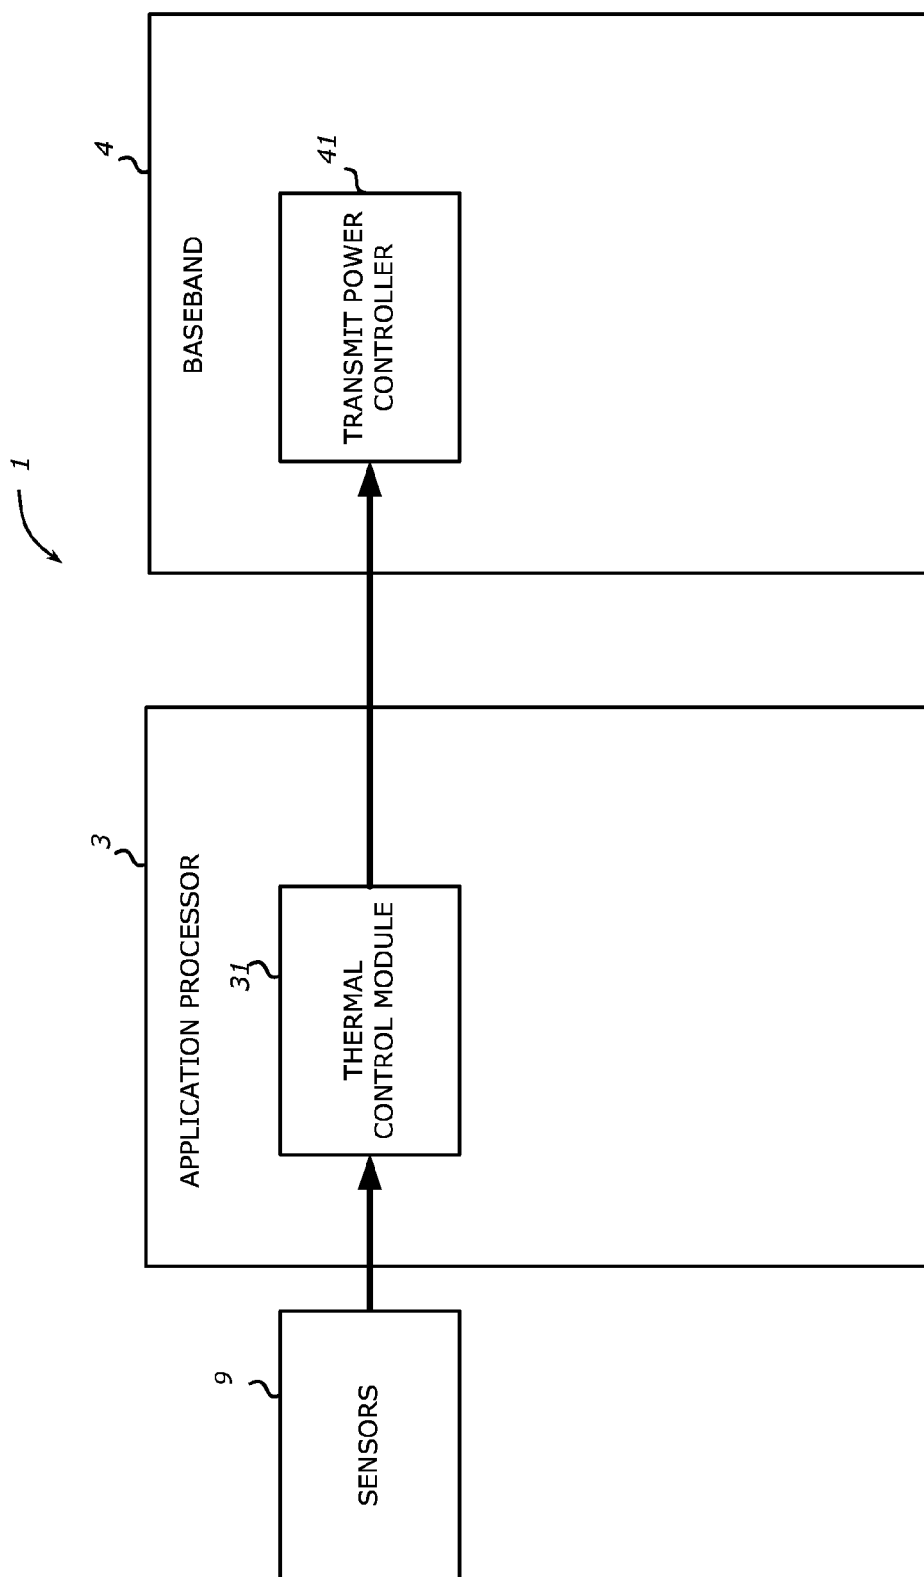 1
9
SENSORS
3
APPLICATION PROCESSOR
31
THERMAL
CONTROL MODULE
4
BASEBAND
41
TRANSMIT POWER
CONTROLLER